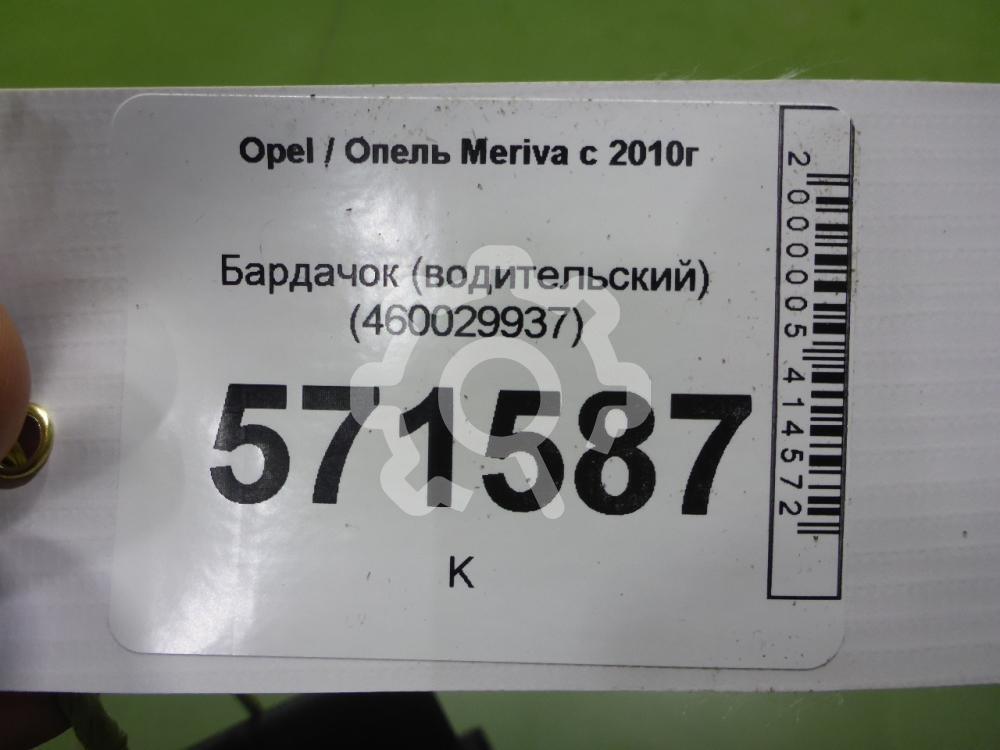 Opel / Опель Meriva с 2010г
Бардачок (водительский)
(460029937)
571587
К
2000005414572